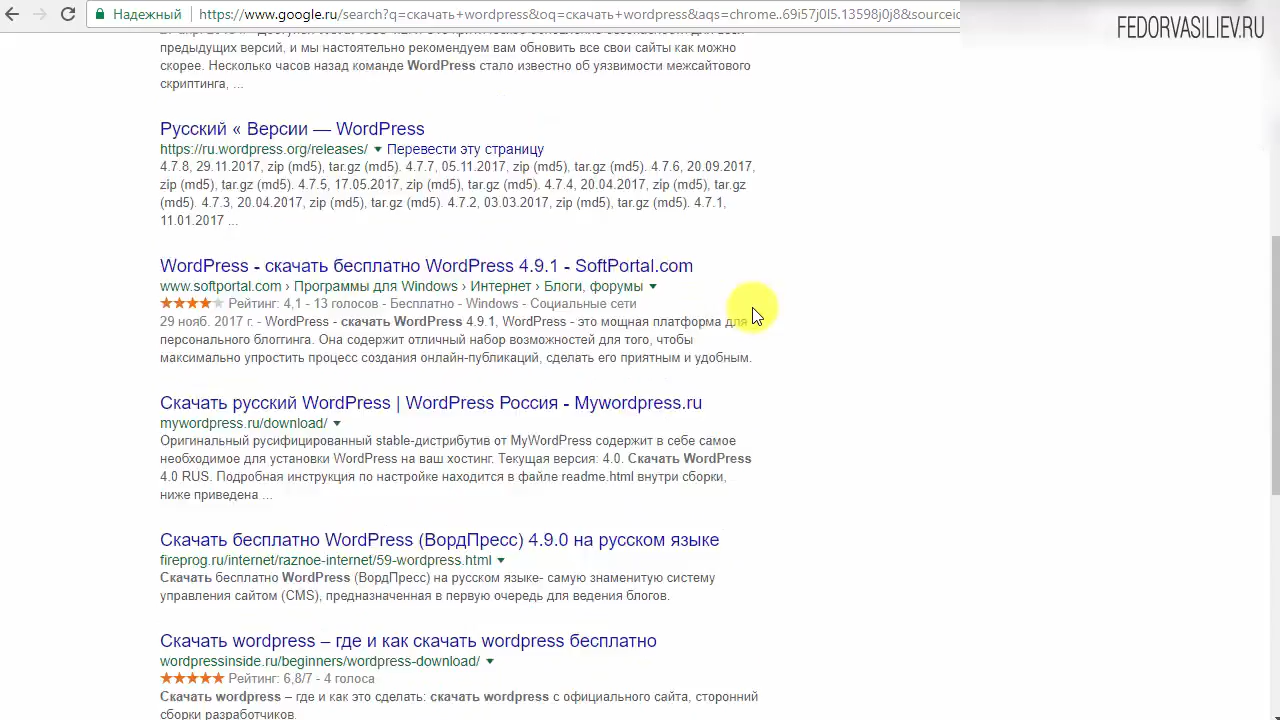 Надежный
https://www.google.ru/search?q=скачать+wordpress&oq=скачать+wordpress&aqs=chrome..69i57j0l5.13598j0j8&sourceid
FEDORVASILIEV.RU
предыдущих версий, и мы настоятельно рекомендуем вам обновить все свои сайты как можно
скорее. Несколько часов назад команде WordPress стало известно об уязвимости межсайтового
скриптинга, ...
Русский « Версии — WordPress
https://ru.wordpress.org/releases/ Перевести эту страницу
4.7.8, 29.11.2017, zip (md5), tar.gz (md5). 4.7.7, 05.11.2017, zip (md5), tar.gz (md5). 4.7.6, 20.09.2017,
zip (md5), tar.gz (md5). 4.7.5, 17.05.2017, zip (md5), tar.gz (md5). 4.7.4, 20.04.2017, zip (md5), tar.gz
(md5). 4.7.3, 20.04.2017, zip (md5), tar.gz (md5). 4.7.2, 03.03.2017, zip (md5), tar.gz (md5). 4.7.1,
11.01.2017 ...
WordPress - скачать бесплатно WordPress 4.9.1 - SoftPortal.com
www.softportal.com › Программы для Windows › Интернет › Блоги, форумы
Рейтинг: 4,1 - 13 голосов - Бесплатно - Windows - Социальные сети
29 нояб. 2017 г. - WordPress - скачать WordPress 4.9.1, WordPress - это мощная платформа для
персонального блоггинга. Она содержит отличный набор возможностей для того, чтобы
максимально упростить процесс создания онлайн-публикаций, сделать его приятным и удобным.
Скачать русский WordPress | WordPress Россия - Mywordpress.ru
mywordpress.ru/download/
Оригинальный русифицированный stable-дистрибутив от MyWordPress содержит в себе самое
необходимое для установки WordPress на ваш хостинг. Текущая версия: 4.0. Скачать WordPress
4.0 RUS. Подробная инструкция по настройке находится в файле readme.html внутри сборки,
ниже приведена ...
Скачать бесплатно WordPress (ВордПресс) 4.9.0 на русском языке
fireprog.ru/internet/raznoe-internet/59-wordpress.html
Скачать бесплатно WordPress (ВордПресс) на русском языке- самую знаменитую систему
управления сайтом (CMS), предназначенная в первую очередь для ведения блогов.
Скачать wordpress – где и как скачать wordpress бесплатно
wordpressinside.ru/beginners/wordpress-download/
Рейтинг: 6,8/7 - 4 голоса
Скачать wordpress – где и как это сделать: скачать wordpress с официального сайта, сторонний
сборки разработчиков.